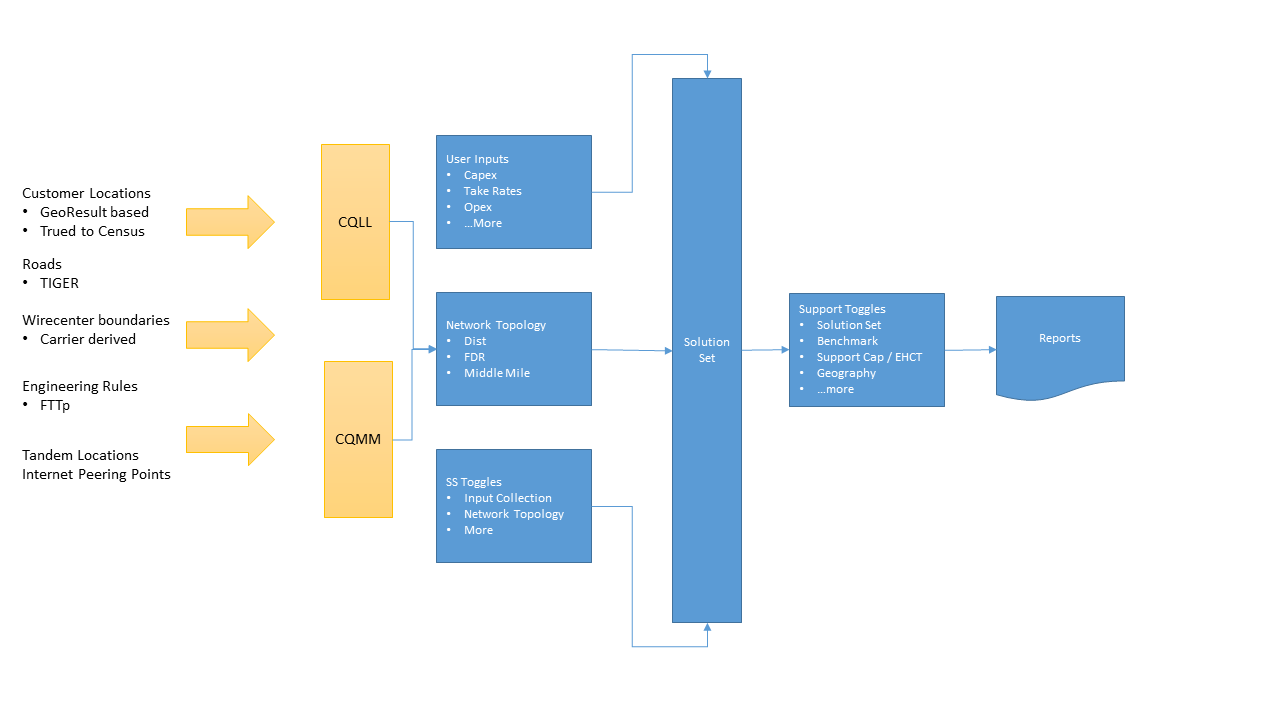 Customer Locations
• GeoResult based
• Trued to Census
Roads
• TIGER
Wirecenter boundaries
• Carrier derived
Engineering Rules
• FTTp
Tandem Locations
Internet Peering Points
CQLL
CQMM
User Inputs
• Capex
• Take Rates
• Opex
• …More
Network Topology
• Dist
• FDR
• Middle Mile
SS Toggles
• Input Collection
• Network Topology
• More
Solution
Set
Support Toggles
• Solution Set
• Benchmark
• Support Cap / EHCT
• Geography
• …more
Reports